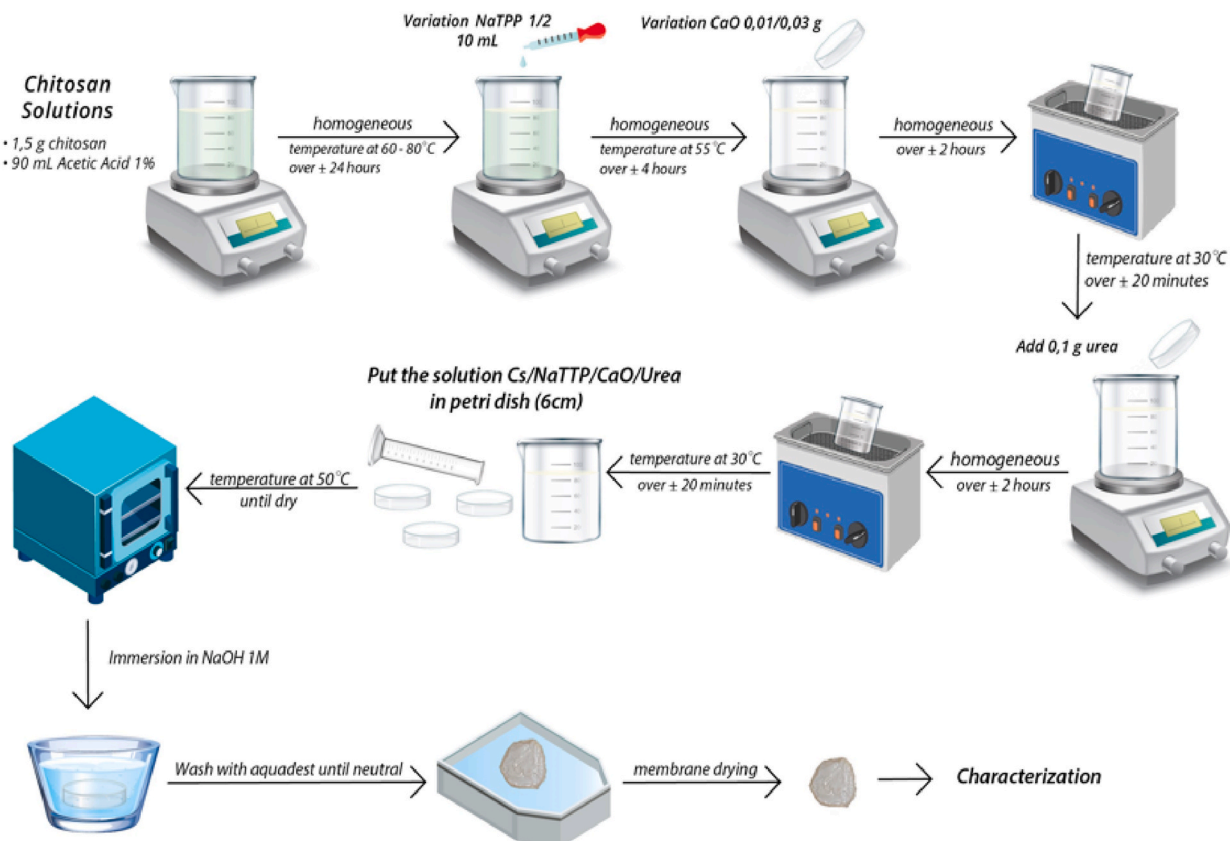 Variation NaTPP 1/2
10 mL
Variation CaO 0,01/0,03 g
Chitosan
Solutions
• 1,5 g chitosan
• 90 mL Acetic Acid 1%
homogeneous
temperature at 60 - 80°C
over ± 24 hours
homogeneous
temperature at 55°C
over ± 4 hours
homogeneous
over ± 2 hours
temperature at 30°C
over ± 20 minutes
Add 0,1 g urea
homogeneous
over ± 2 hours
temperature at 30°C
over ± 20 minutes
Put the solution Cs/NaTTP/CaO/Urea
in petri dish (6cm)
temperature at 50°C
until dry
Immersion in NaOH 1M
Wash with aquadest until neutral
membrane drying
Characterization